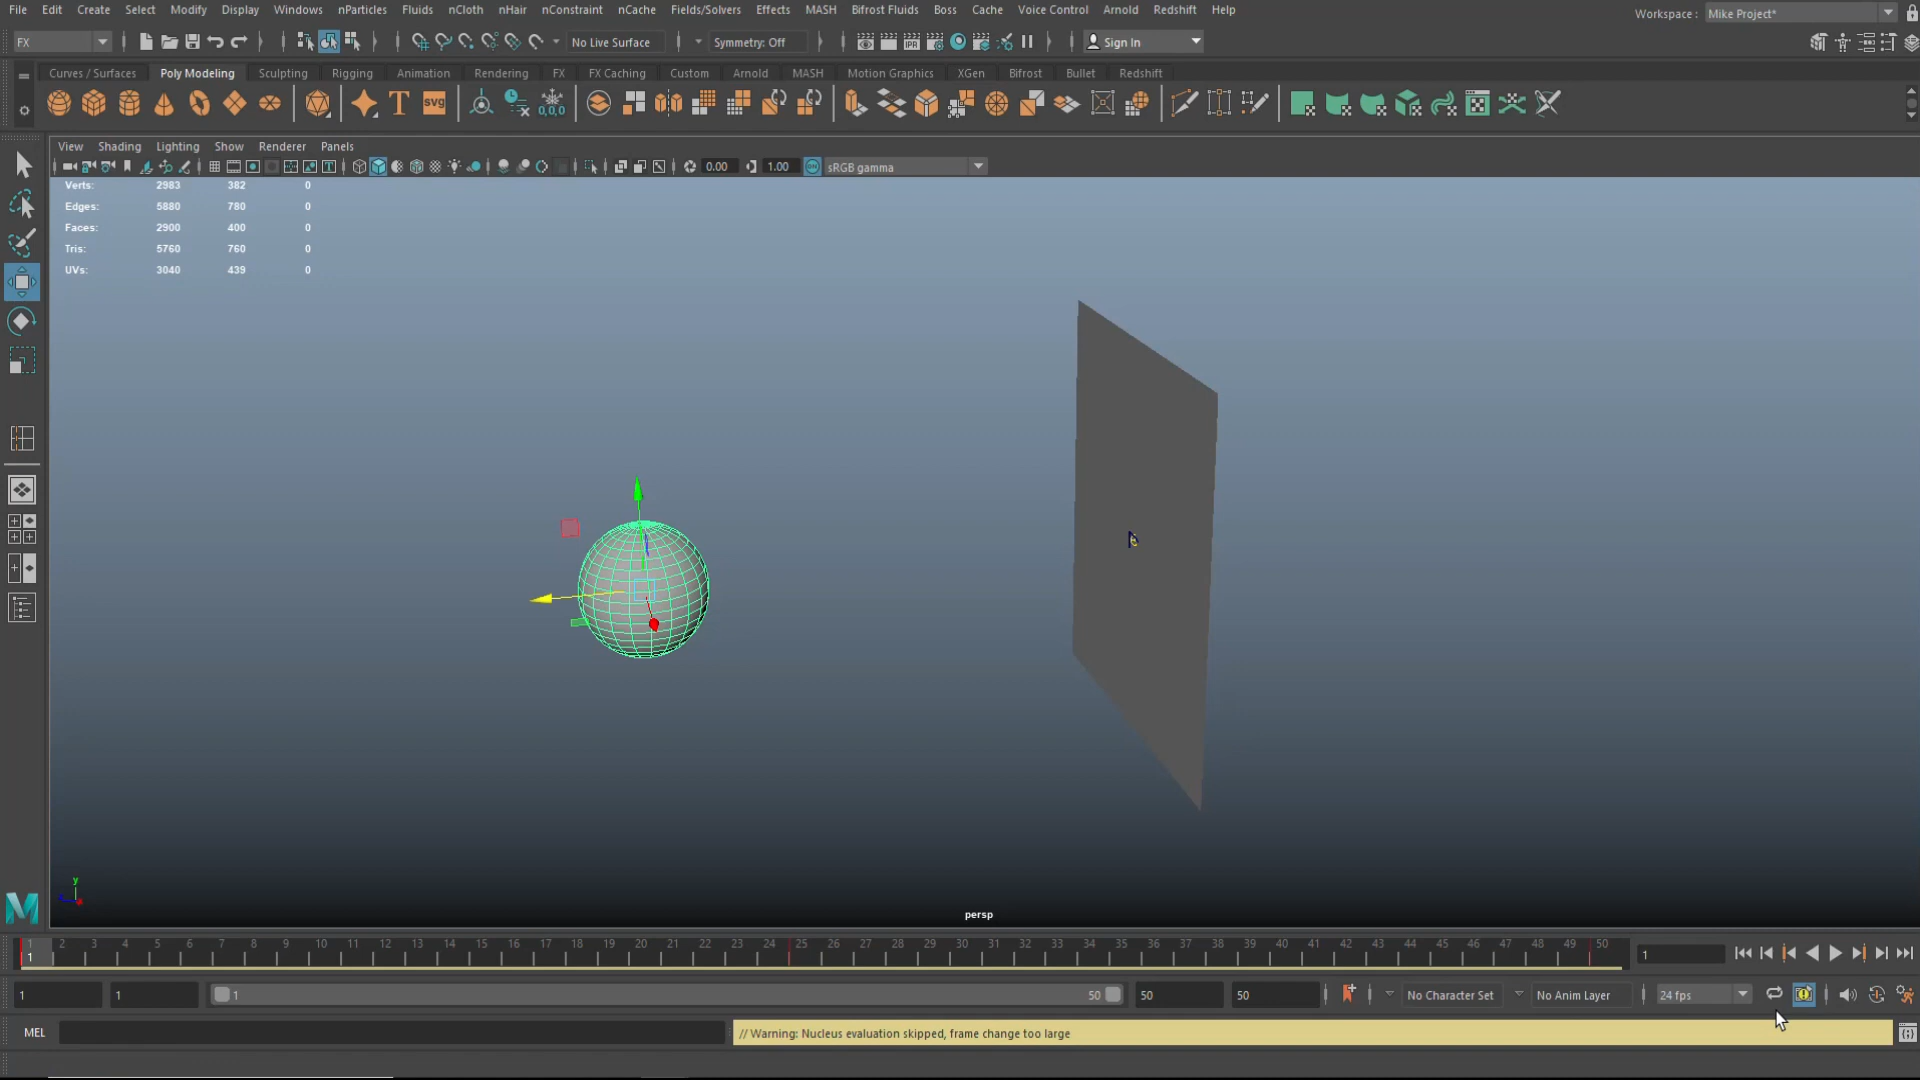 File Edit Create Select Modify Display Windows nParticles Fluids nCloth nHair nConstraint nCache Fields/Solvers Effects MASH Bifrost Fluids Boss Cache Voice Control Arnold Redshift Help
Workspace : Mike Project*
FX No Live Surface Symmetry: Off IPR Sign In
Curves / Surfaces Poly Modeling Sculpting Rigging Animation Rendering FX FX Caching Custom Arnold MASH Motion Graphics XGen Bifrost Bullet Redshift
T svg 0,0,0
View Shading Lighting Show Renderer Panels
0.00 1.00 sRGB gamma
Verts: 2983 382 0
Edges: 5880 780 0
Faces: 2900 400 0
Tris: 5760 760 0
UVs: 3040 439 0
y
persp
1 2 3 4 5 6 7 8 9 10 11 12 13 14 15 16 17 18 19 20 21 22 23 24 25 26 27 28 29 30 31 32 33 34 35 36 37 38 39 40 41 42 43 44 45 46 47 48 49 50
1 1
1 1 1 50 50 50 No Character Set No Anim Layer 24 fps
MEL // Warning: Nucleus evaluation skipped, frame change too large